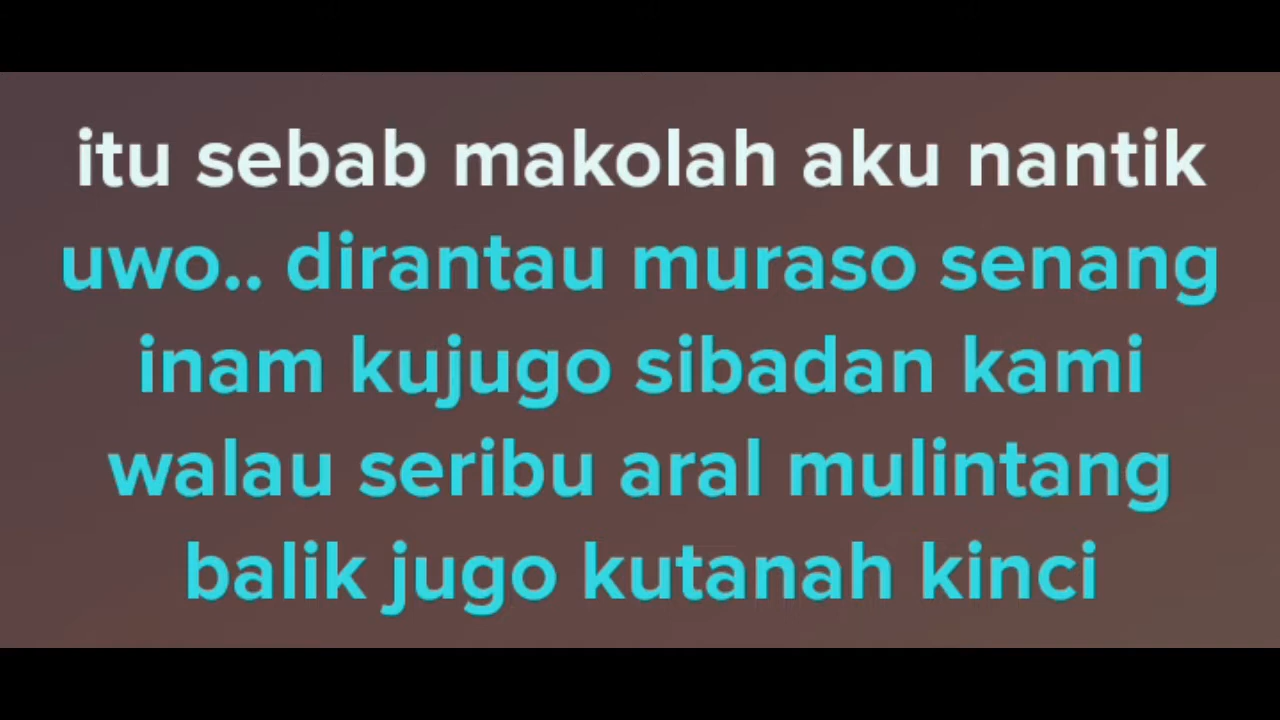 itu sebab makolah aku nantik
uwo.. dirantau muraso senang
inam kujugo sibadan kami
walau seribu aral mulintang
balik jugo kutanah kinci